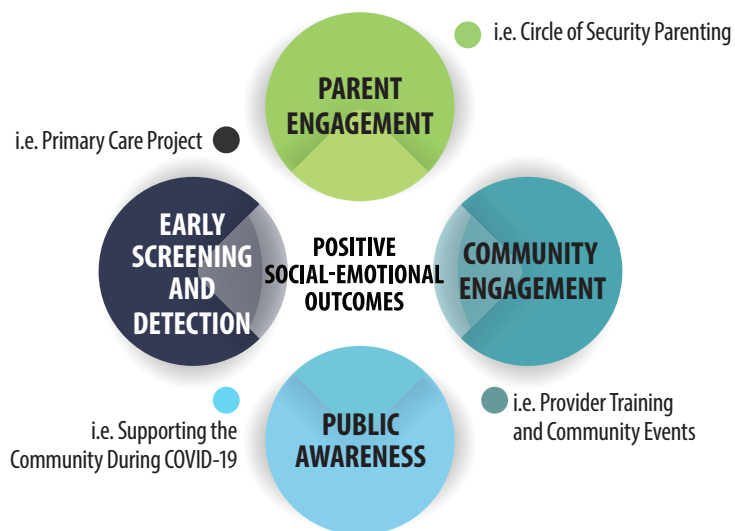 i.e. Circle of Security Parenting
PARENT
ENGAGEMENT
i.e. Primary Care Project
EARLY
SCREENING
AND
DETECTION
POSITIVE
SOCIAL-EMOTIONAL
OUTCOMES
COMMUNITY
ENGAGEMENT
PUBLIC
AWARENESS
i.e. Supporting the
Community During COVID-19
i.e. Provider Training
and Community Events